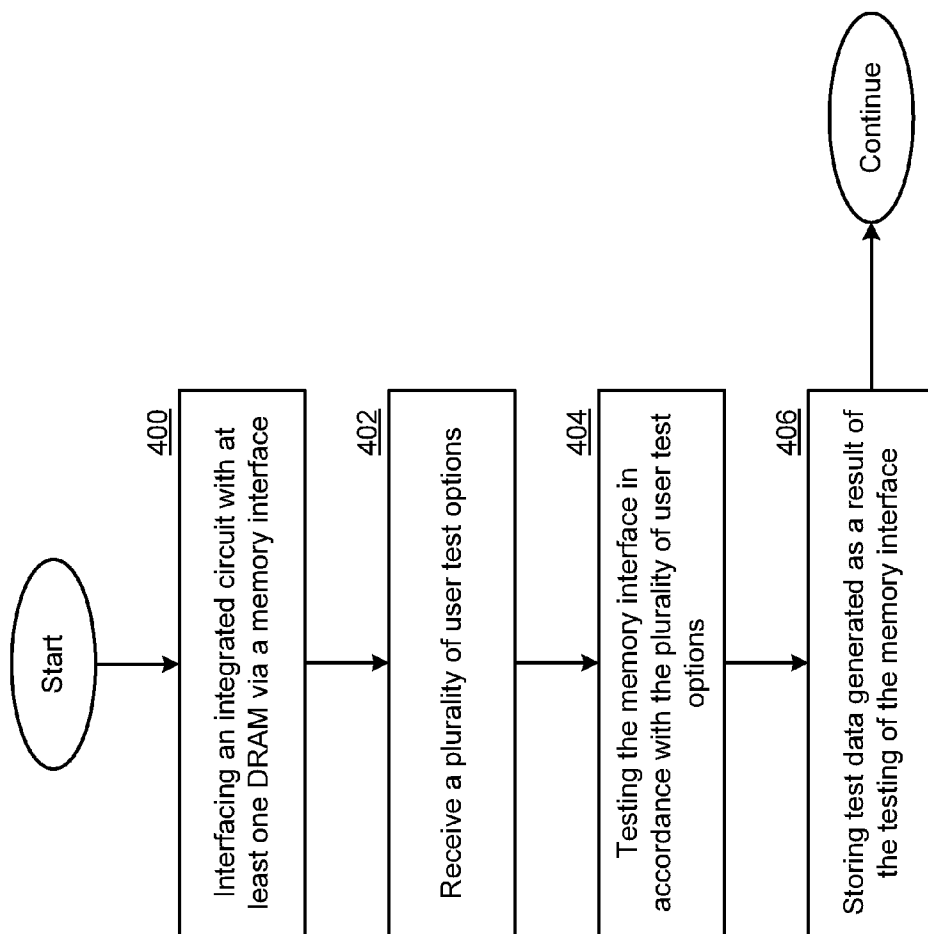 Start
400
Interfacing an integrated circuit with at
least one DRAM via a memory interface
402
Receive a plurality of user test options
404
Testing the memory interface in
accordance with the plurality of user test
options
406
Storing test data generated as a result of
the testing of the memory interface
Continue